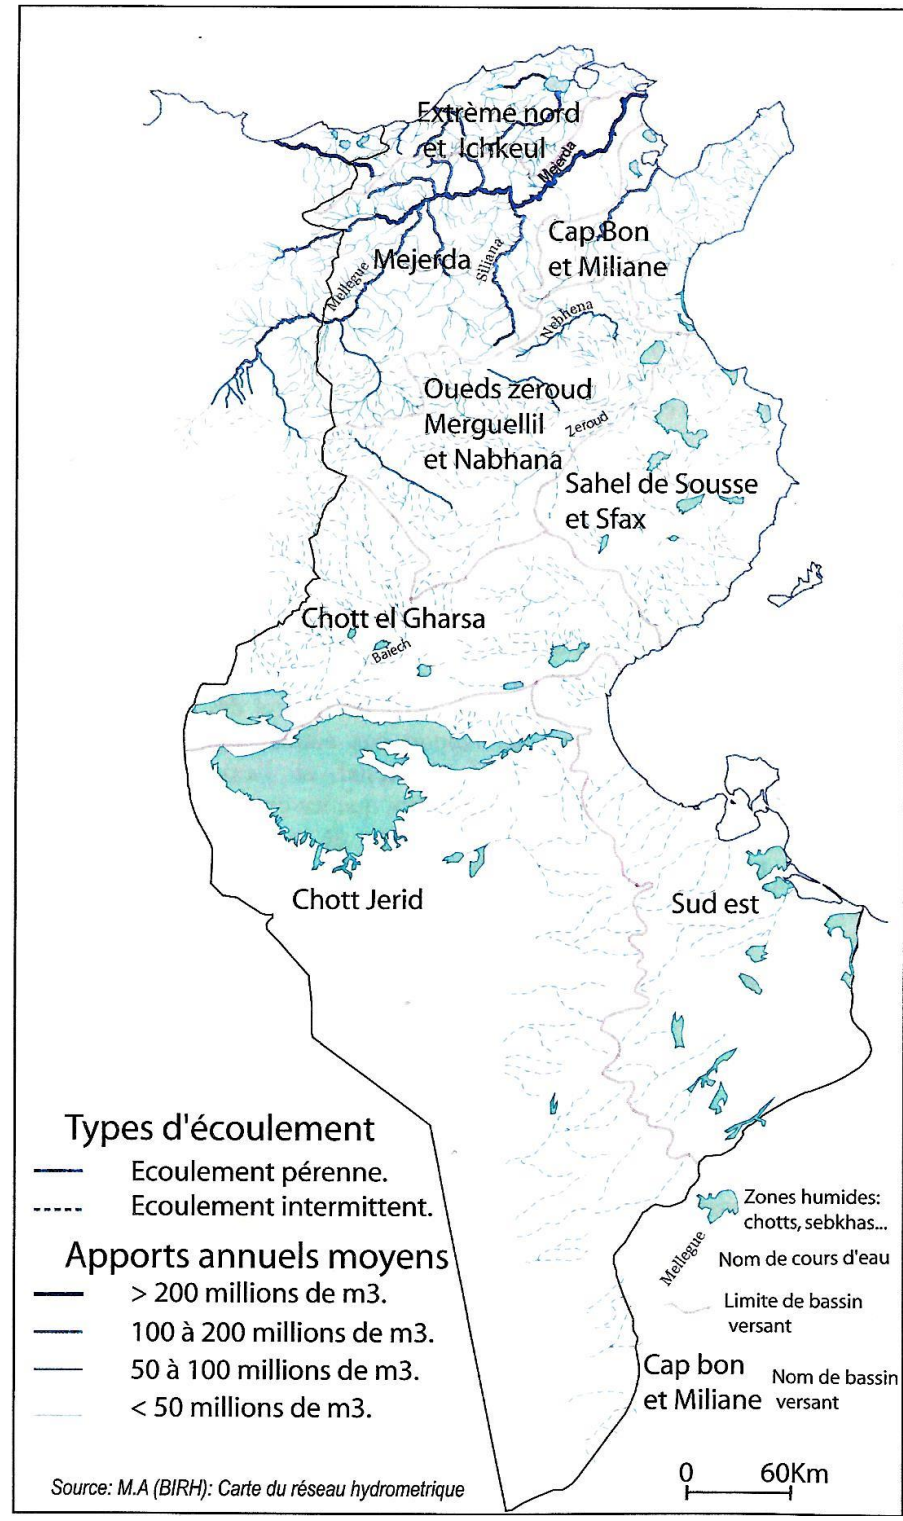 Extrème nord
et Ichkeul
Mejerda
Cap Bon
et Miliane
Mejerda
Siliana
Mellegue
Nebhena
Oueds zeroud
Merguellil
et Nabhana
Zeroud
Sahel de Sousse
et Sfax
Chott el Gharsa
Baiech
Chott Jerid
Sud est
Types d'écoulement
Ecoulement pérenne.
Ecoulement intermittent.
Apports annuels moyens
> 200 millions de m3.
100 à 200 millions de m3.
50 à 100 millions de m3.
< 50 millions de m3.
Zones humides:
chotts, sebkhas...
Mellegue
Nom de cours d'eau
Limite de bassin
versant
Cap bon
et Miliane
Nom de bassin
versant
0 60Km
Source: M.A (BIRH): Carte du réseau hydrometrique